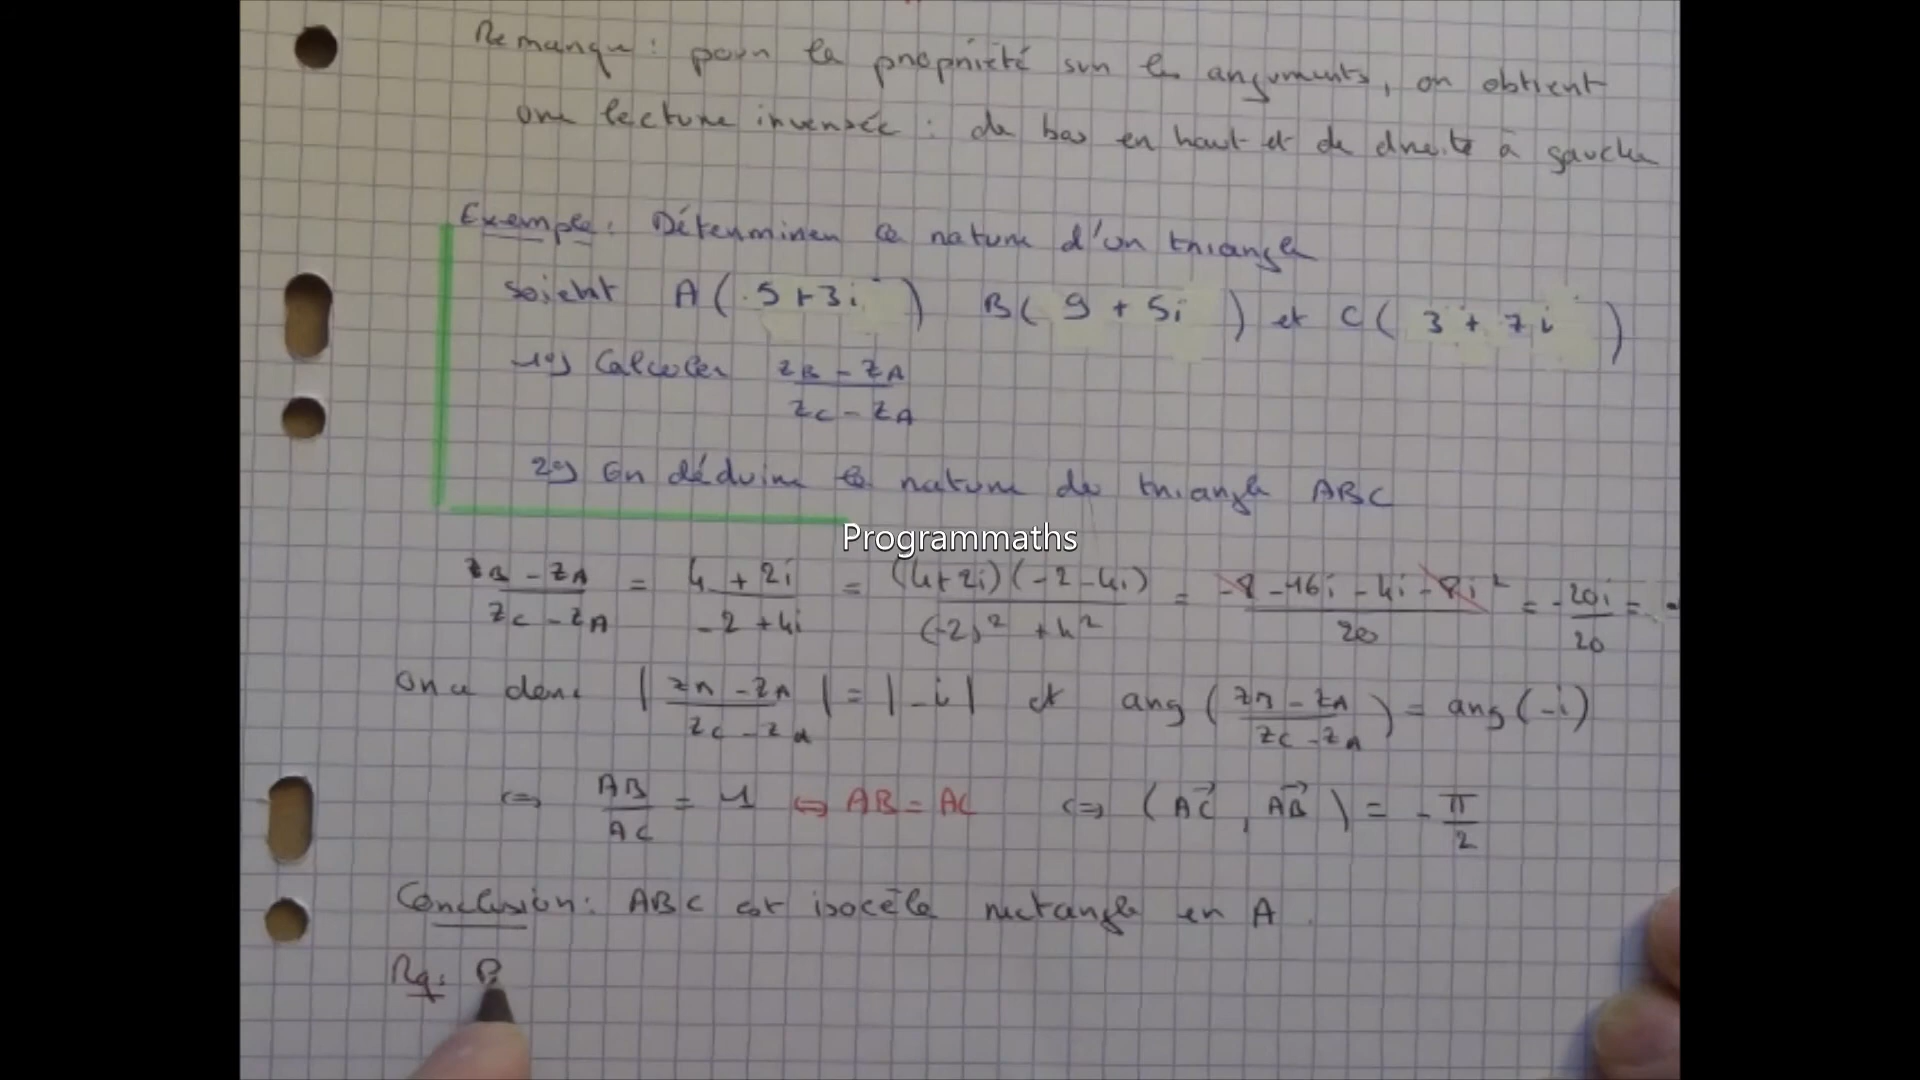 Remarque : pour la propriété sur les arguments, on obtient
une lecture inversée : de bas en haut et de droite à gauche
Exemple : Déterminer la nature d'un triangle
soient A ( 5+3i ) B ( 9 + 5i ) et C ( 3 + 7i )
1°) Calculer (zB - zA)/(zC - zA)
2°) En déduire la nature du triangle ABC
Programmaths
(zB - zA)/(zC - zA) = (4 + 2i)/(-2 + 4i) = ((4+2i)(-2-4i))/((-2)² + 4²) = (-8 -16i -4i -8i²)/20 = -20i/20 = -
On a donc |(zB - zA)/(zC - zA)| = |-i| et arg((zB - zA)/(zC - zA)) = arg(-i)
⇔ AB/AC = 1 ⇔ AB = AC ⇔ (AC→, AB→) = -π/2
Conclusion : ABC est isocèle rectangle en A.
Rq :